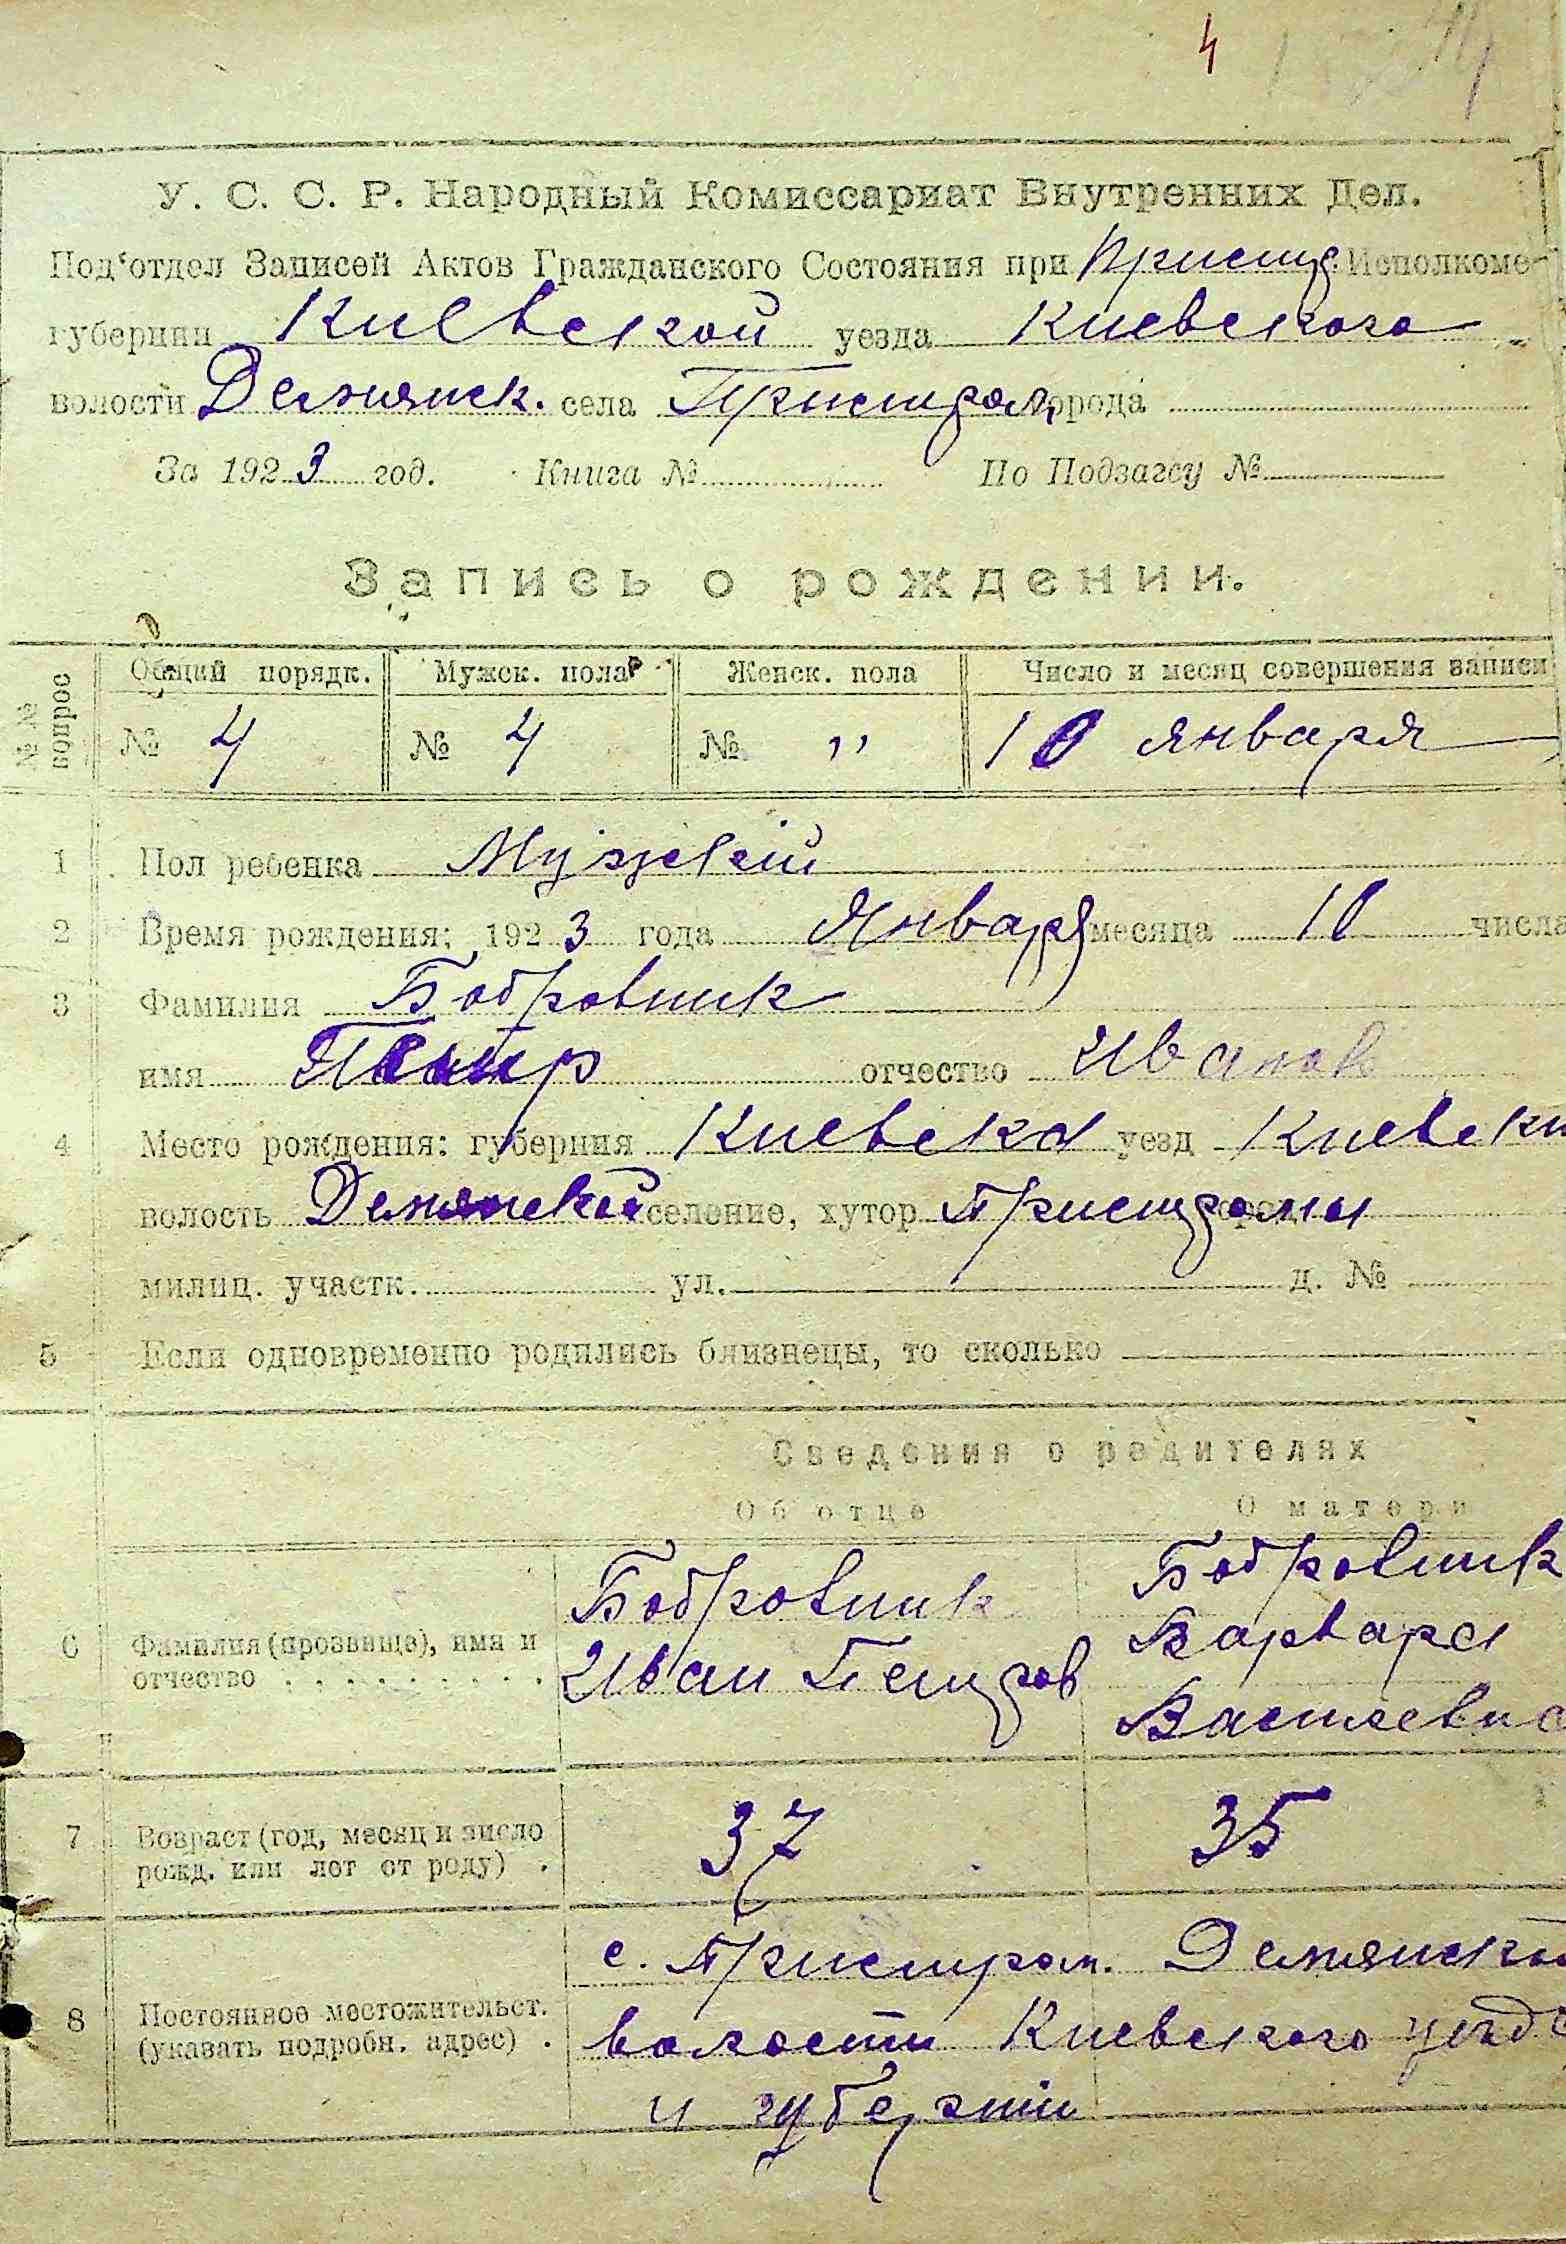 4
У. С. С. Р. Народный Комиссариат Внутренних Дел.
Под'отдел Записей Актов Гражданского Состояния при Исполкоме
губернии Киевской уезда Киевского
волости села города
За 1923 год. Книга № По Подзагсу №
Запись о рождении.
№№ вопрос Общий порядк. Мужск. пола Женск. пола Число и месяц совершения записи
№ 4 № 4 № " 10 января
1 Пол ребенка Мужский
2 Время рождения: 1923 года Января месяца 10 числа
3 Фамилия Бобровник
имя отчество Иванов
4 Место рождения: губерния Киевска уезд Киевски
волость селение, хутор город
милиц. участк. ул. д. №
5 Если одновременно родились близнецы, то сколько
Сведения о родителях
Об отце О матери
6 Фамилия (прозвище), имя и отчество Бобровник Иван Петров Бобровник Варвара
7 Возраст (год, месяц и число рожд. или лет от роду) 37 35
8 Постоянное местожительст. (указать подробн. адрес) с.
волости Киевского уезда
и губернии